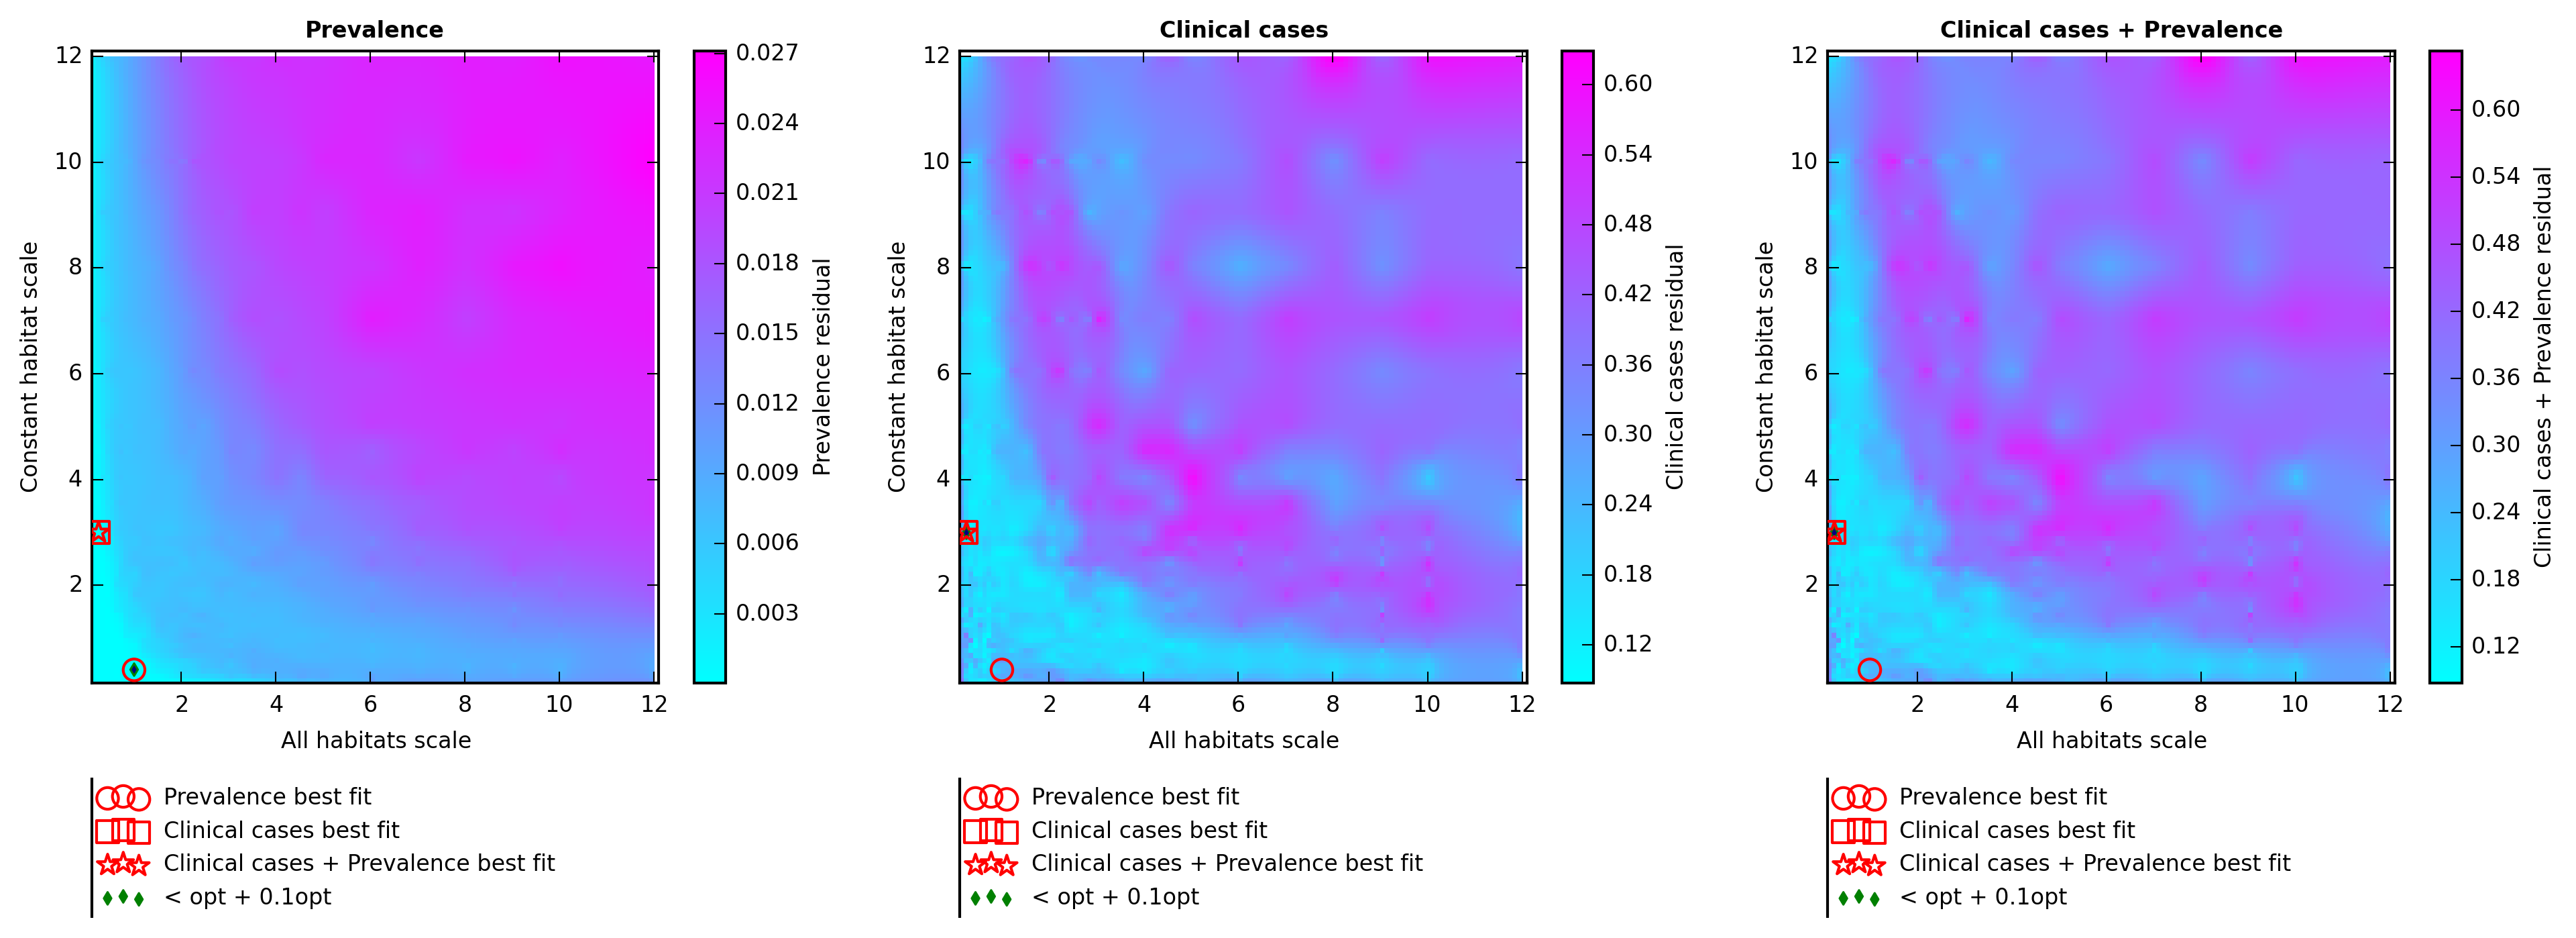 Prevalence
12
10
8
6
4
2
Constant habitat scale
2 4 6 8 10 12
All habitats scale
0.027
0.024
0.021
0.018
0.015
0.012
0.009
0.006
0.003
Prevalence residual
Prevalence best fit
Clinical cases best fit
Clinical cases + Prevalence best fit
< opt + 0.1opt
Clinical cases
12
10
8
6
4
2
Constant habitat scale
2 4 6 8 10 12
All habitats scale
0.60
0.54
0.48
0.42
0.36
0.30
0.24
0.18
0.12
Clinical cases residual
Prevalence best fit
Clinical cases best fit
Clinical cases + Prevalence best fit
< opt + 0.1opt
Clinical cases + Prevalence
12
10
8
6
4
2
Constant habitat scale
2 4 6 8 10 12
All habitats scale
0.60
0.54
0.48
0.42
0.36
0.30
0.24
0.18
0.12
Clinical cases + Prevalence residual
Prevalence best fit
Clinical cases best fit
Clinical cases + Prevalence best fit
< opt + 0.1opt